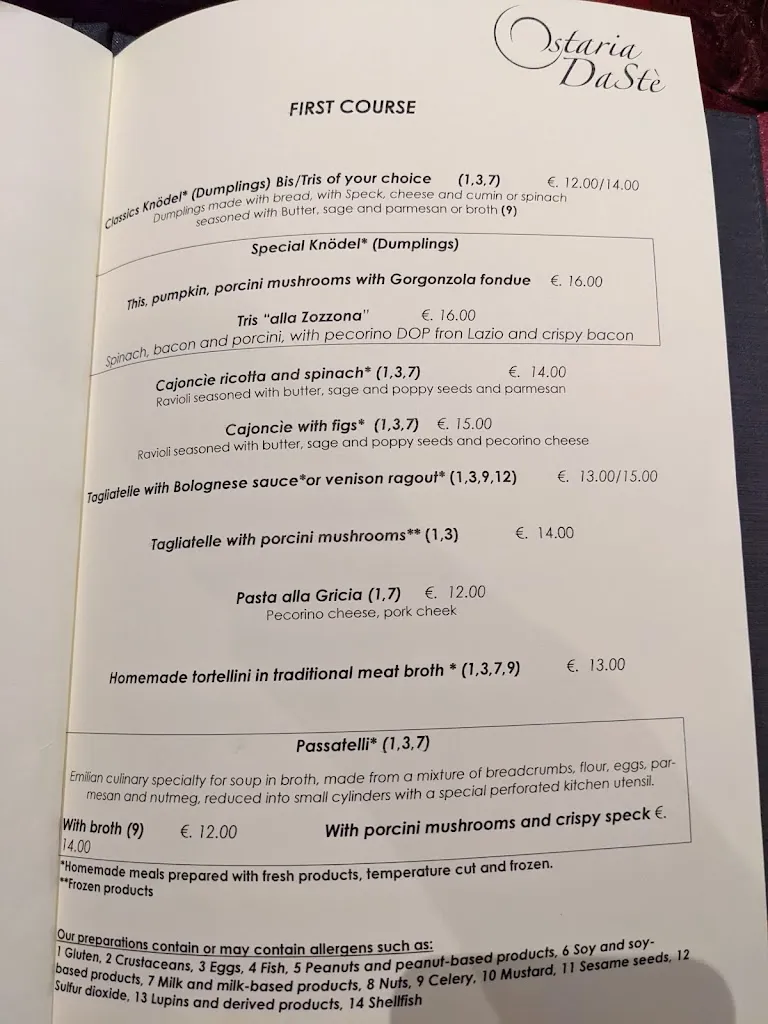 Ostaria
DaStè
FIRST COURSE
Classics Knödel* (Dumplings) Bis/Tris of your choice (1,3,7) €. 12.00/14.00
Dumplings made with bread, with Speck, cheese and cumin or spinach
seasoned with Butter, sage and parmesan or broth (9)
Special Knödel* (Dumplings)
This, pumpkin, porcini mushrooms with Gorgonzola fondue €. 16.00
Tris "alla Zozzona" €. 16.00
Spinach, bacon and porcini, with pecorino DOP fron Lazio and crispy bacon
Cajoncìe ricotta and spinach* (1,3,7) €. 14.00
Ravioli seasoned with butter, sage and poppy seeds and parmesan
Cajoncìe with figs* (1,3,7) €. 15.00
Ravioli seasoned with butter, sage and poppy seeds and pecorino cheese
Tagliatelle with Bolognese sauce*or venison ragout* (1,3,9,12) €. 13.00/15.00
Tagliatelle with porcini mushrooms** (1,3) €. 14.00
Pasta alla Gricia (1,7) €. 12.00
Pecorino cheese, pork cheek
Homemade tortellini in traditional meat broth * (1,3,7,9) €. 13.00
Passatelli* (1,3,7)
Emilian culinary specialty for soup in broth, made from a mixture of breadcrumbs, flour, eggs, par-
mesan and nutmeg, reduced into small cylinders with a special perforated kitchen utensil.
With broth (9) €. 12.00 With porcini mushrooms and crispy speck €.
14.00
*Homemade meals prepared with fresh products, temperature cut and frozen.
**Frozen products
Our preparations contain or may contain allergens such as:
1 Gluten, 2 Crustaceans, 3 Eggs, 4 Fish, 5 Peanuts and peanut-based products, 6 Soy and soy-
based products, 7 Milk and milk-based products, 8 Nuts, 9 Celery, 10 Mustard, 11 Sesame seeds, 12
Sulfur dioxide, 13 Lupins and derived products, 14 Shellfish